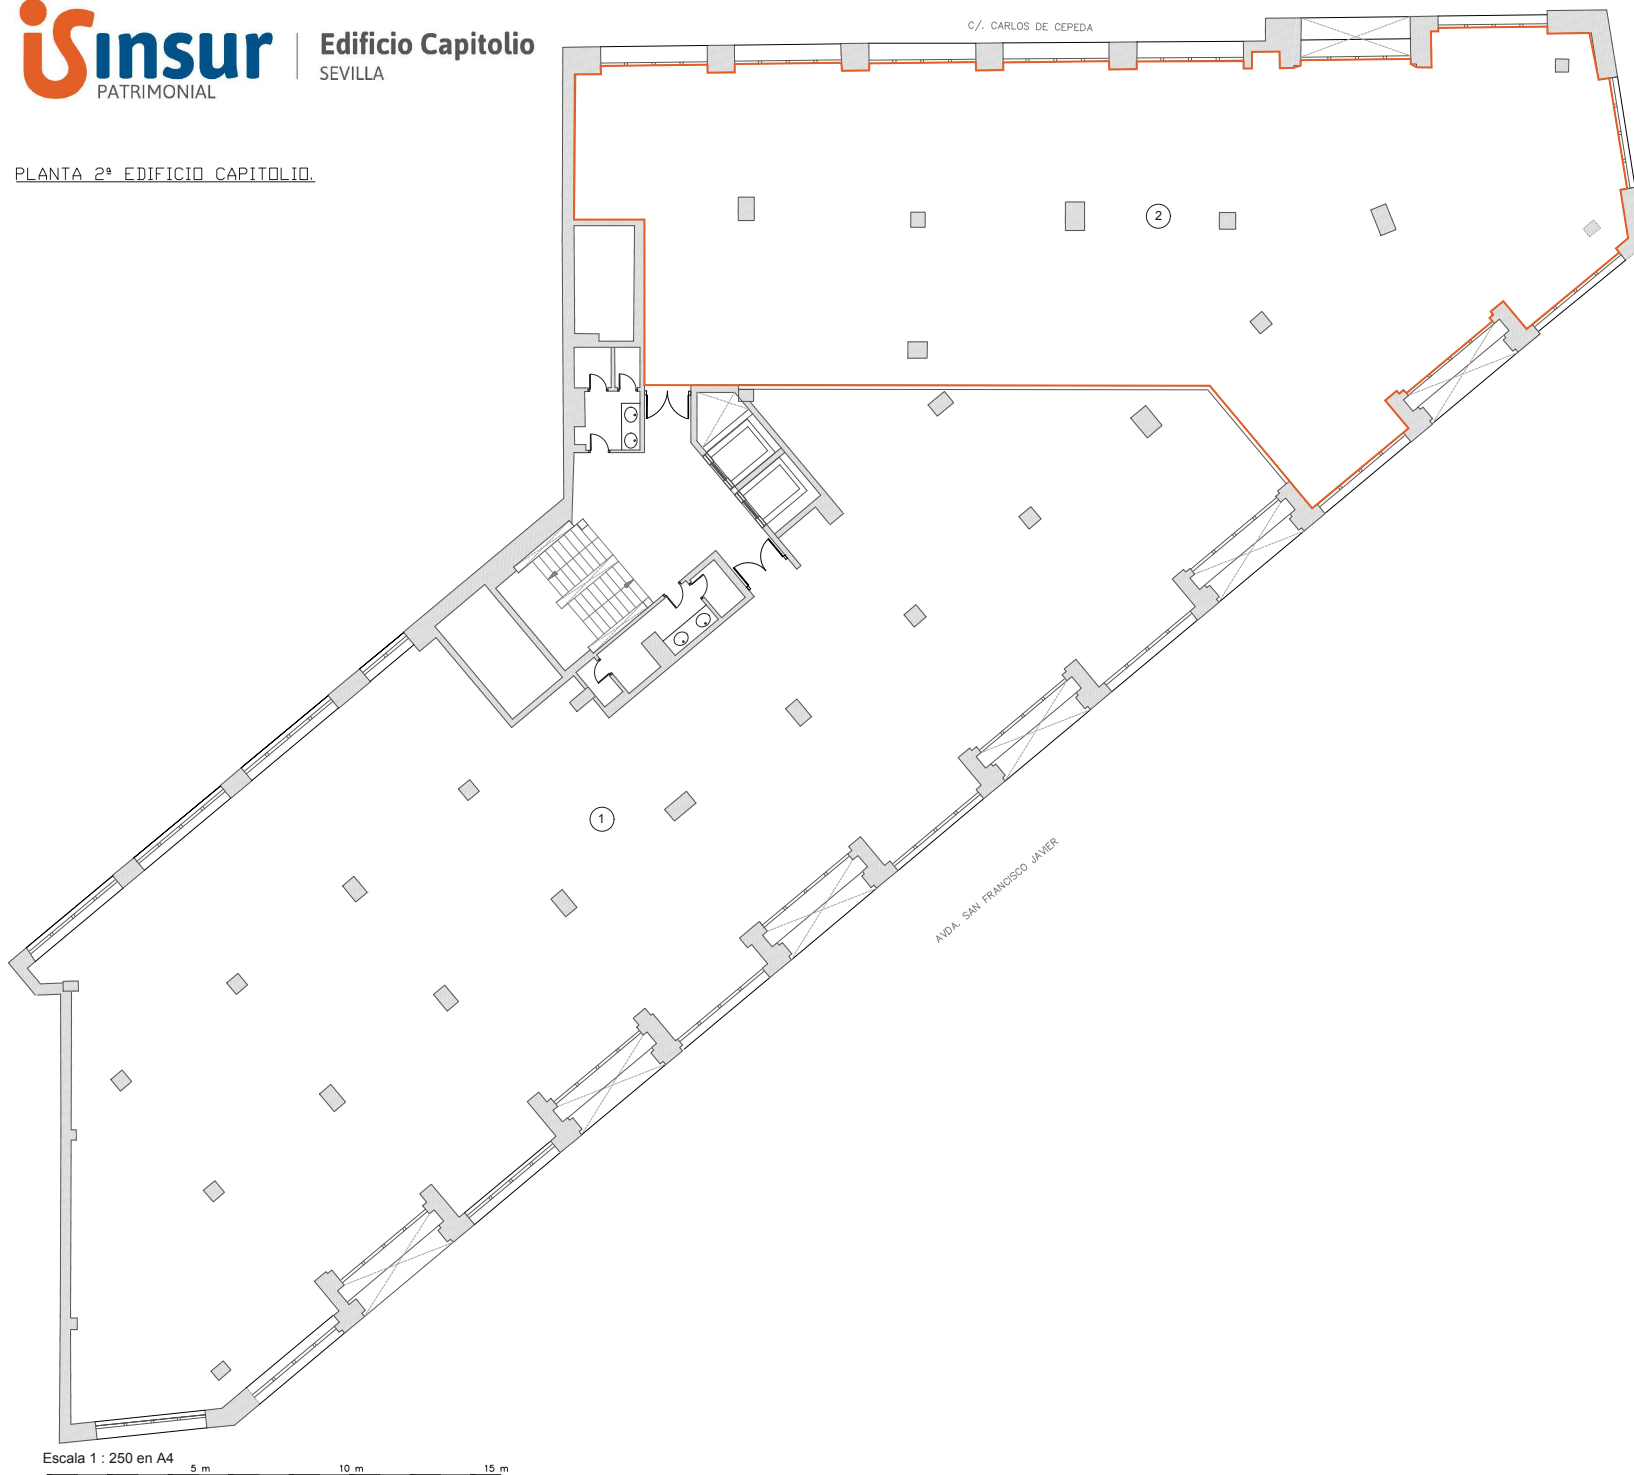 insur
PATRIMONIAL
Edificio Capitolio
SEVILLA
C/. CARLOS DE CEPEDA
PLANTA 2ª EDIFICIO CAPITOLIO.
2
1
AVDA. SAN FRANCISCO JAVIER
Escala 1 : 250 en A4
5 m
10 m
15 m